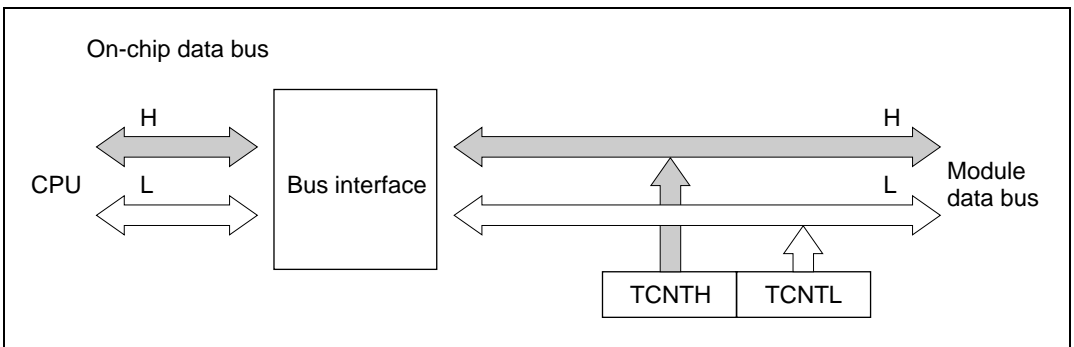 On-chip data bus
H
H
CPU
L
Bus interface
L
Module
data bus
TCNTH
TCNTL